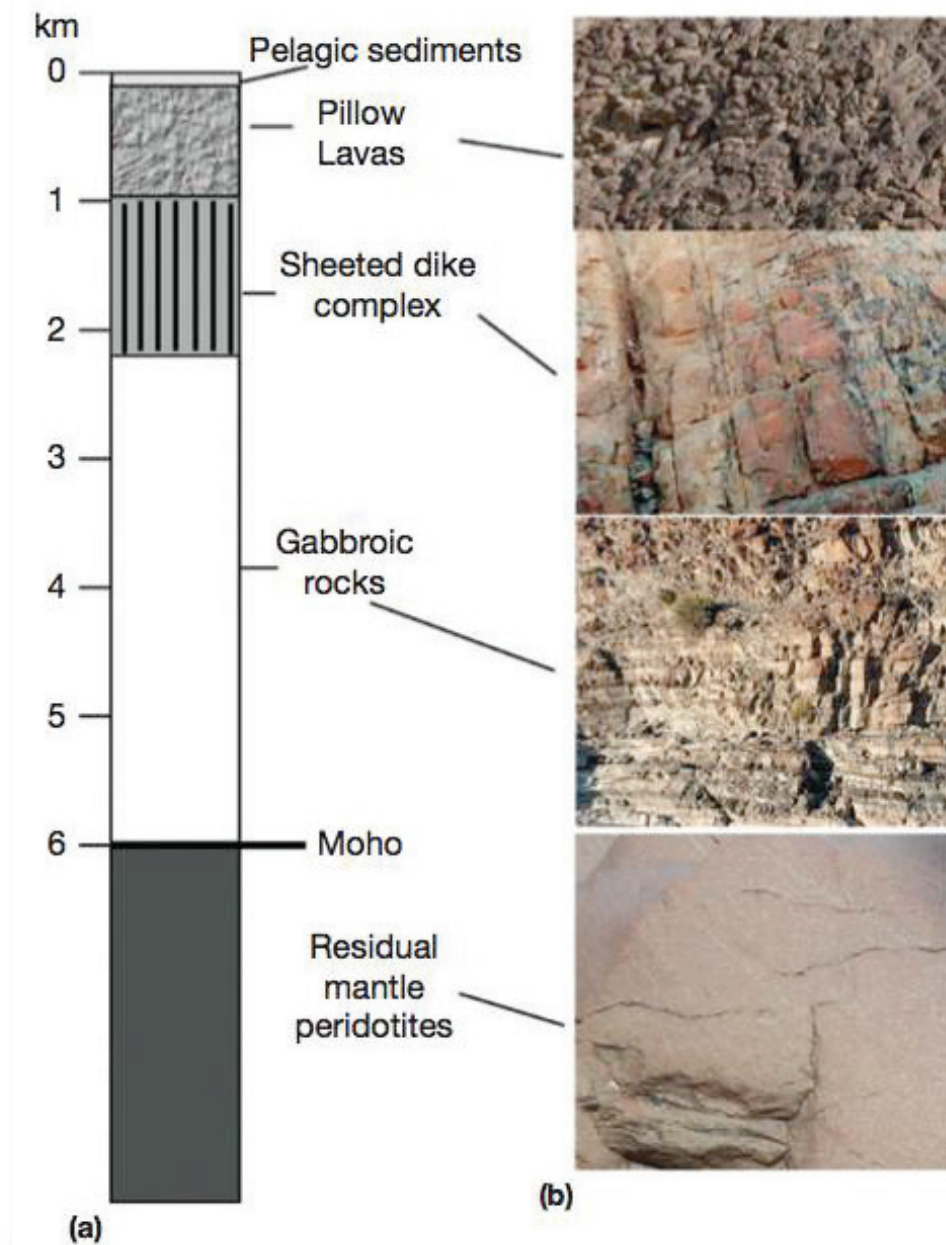 km
0
Pelagic sediments
Pillow
Lavas
1
Sheeted dike
complex
2
3
Gabbroic
rocks
4
5
6
Moho
Residual
mantle
peridotites
(a)
(b)